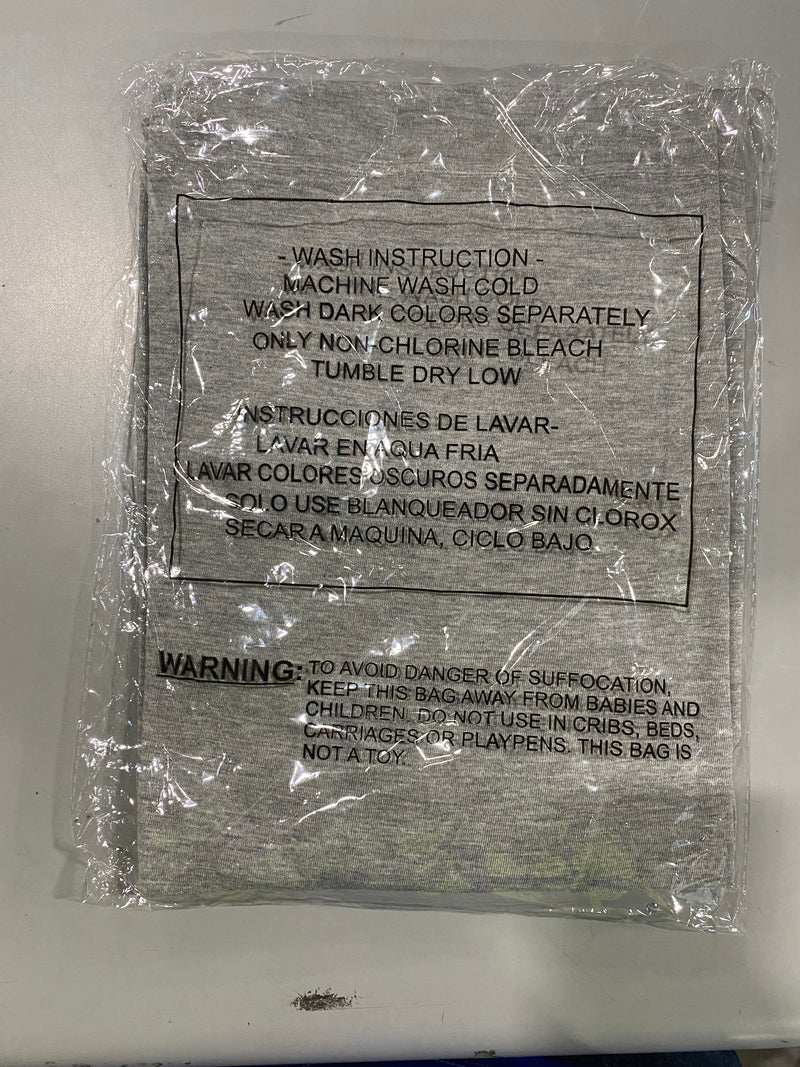 - WASH INSTRUCTION -
MACHINE WASH COLD
WASH DARK COLORS SEPARATELY
ONLY NON-CHLORINE BLEACH
TUMBLE DRY LOW
INSTRUCCIONES DE LAVAR-
LAVAR EN AQUA FRIA
LAVAR COLORES OSCUROS SEPARADAMENTE
SOLO USE BLANQUEADOR SIN CLOROX
SECAR A MAQUINA, CICLO BAJO
WARNING: TO AVOID DANGER OF SUFFOCATION,
KEEP THIS BAG AWAY FROM BABIES AND
CHILDREN. DO NOT USE IN CRIBS, BEDS,
CARRIAGES OR PLAYPENS. THIS BAG IS
NOT A TOY.